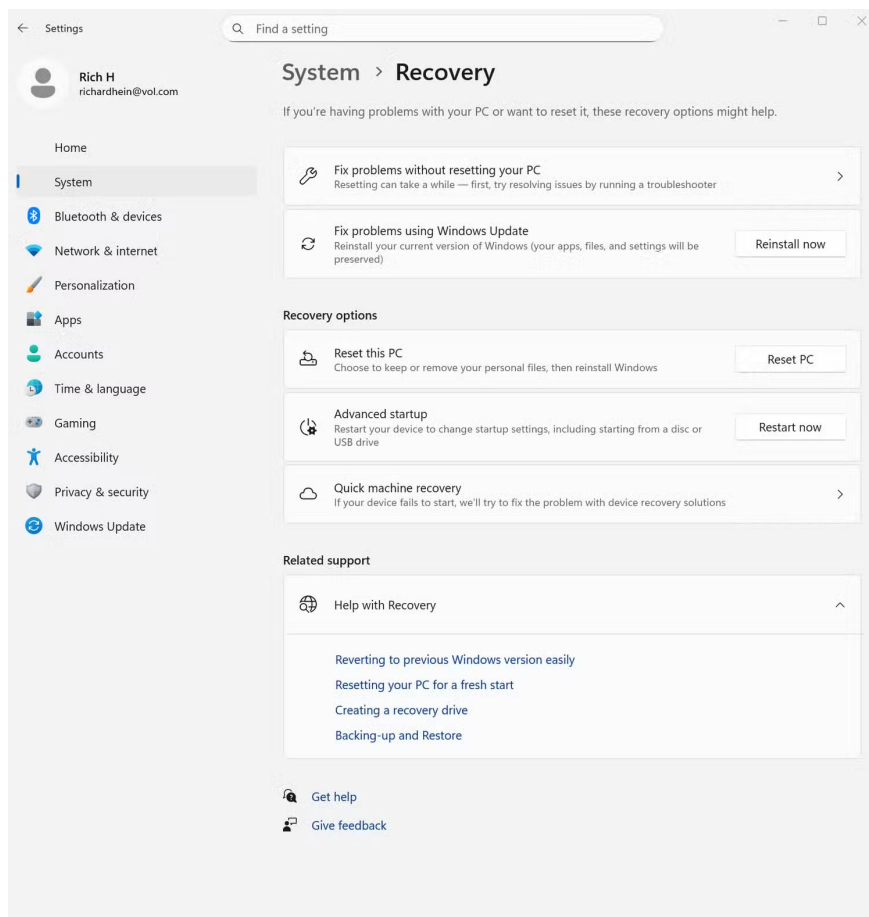 Settings
Find a setting
Rich H
richardhein@vol.com
Home
System
Bluetooth & devices
Network & internet
Personalization
Apps
Accounts
Time & language
Gaming
Accessibility
Privacy & security
Windows Update
System > Recovery
If you're having problems with your PC or want to reset it, these recovery options might help.
Fix problems without resetting your PC
Resetting can take a while — first, try resolving issues by running a troubleshooter
Fix problems using Windows Update
Reinstall your current version of Windows (your apps, files, and settings will be
preserved)
Reinstall now
Recovery options
Reset this PC
Choose to keep or remove your personal files, then reinstall Windows
Reset PC
Advanced startup
Restart your device to change startup settings, including starting from a disc or
USB drive
Restart now
Quick machine recovery
If your device fails to start, we'll try to fix the problem with device recovery solutions
Related support
Help with Recovery
Reverting to previous Windows version easily
Resetting your PC for a fresh start
Creating a recovery drive
Backing-up and Restore
Get help
Give feedback